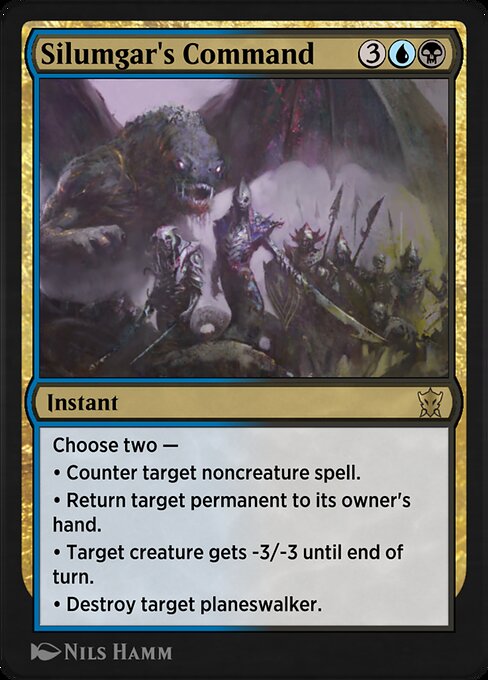 Silumgar's Command 3
Instant
Choose two —
• Counter target noncreature spell.
• Return target permanent to its owner's
hand.
• Target creature gets -3/-3 until end of
turn.
• Destroy target planeswalker.
Nils Hamm